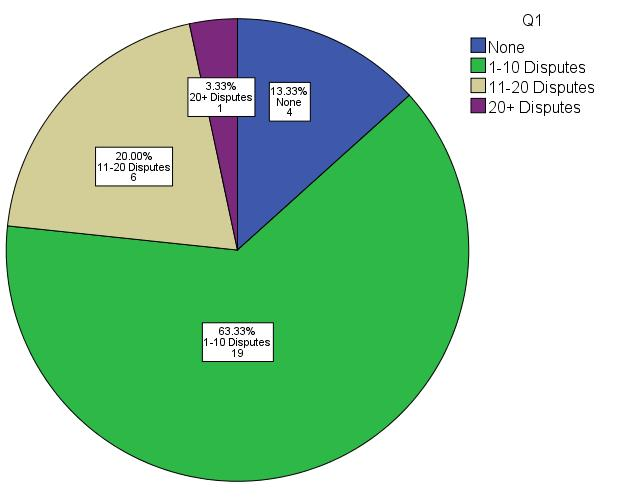 Q1
None
1-10 Disputes
11-20 Disputes
20+ Disputes
3.33%
20+ Disputes
1
13.33%
None
4
20.00%
11-20 Disputes
6
63.33%
1-10 Disputes
19